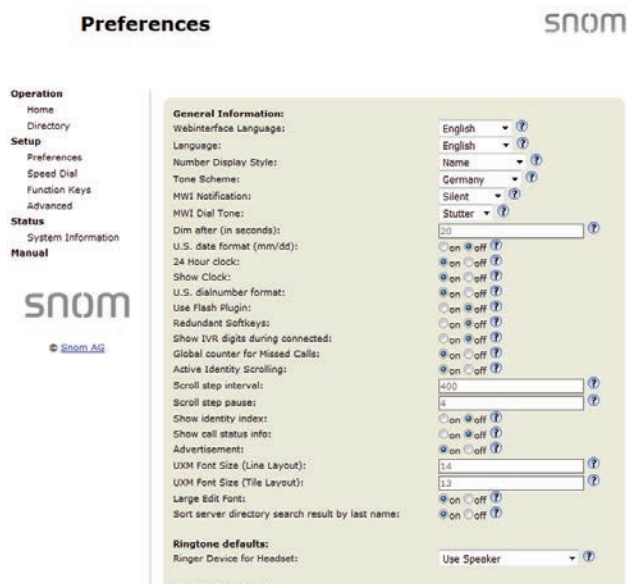 Preferences
snom
Operation
Home
Directory
Setup
Preferences
Speed Dial
Function Keys
Advanced
Status
System Information
Manual
snom
© Snom AG
General Information:
Webinterface Language: English ?
Language: English ?
Number Display Style: Name ?
Tone Scheme: Germany ?
MWI Notification: Silent ?
MWI Dial Tone: Stutter ?
Dim after (in seconds): 20 ?
U.S. date format (mm/dd): on off ?
24 Hour clock: on off ?
Show Clock: on off ?
U.S. dialnumber format: on off ?
Use Flash Plugin: on off ?
Redundant Softkeys: on off ?
Show IVR digits during connected: on off ?
Global counter for Missed Calls: on off ?
Active Identity Scrolling: on off ?
Scroll step interval: 400 ?
Scroll step pause: 4 ?
Show identity index: on off ?
Show call status info: on off ?
Advertisement: on off ?
UXM Font Size (Line Layout): 14 ?
UXM Font Size (Tile Layout): 13 ?
Large Edit Font: on off ?
Sort server directory search result by last name: on off ?
Ringtone defaults:
Ringer Device for Headset: Use Speaker ?